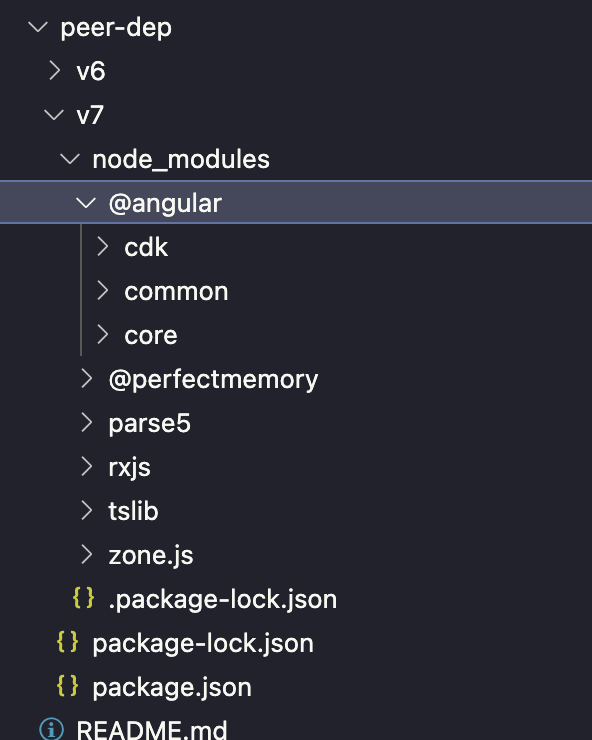 peer-dep
v6
v7
node_modules
@angular
cdk
common
core
@perfectmemory
parse5
rxjs
tslib
zone.js
{} .package-lock.json
{} package-lock.json
{} package.json
README.md